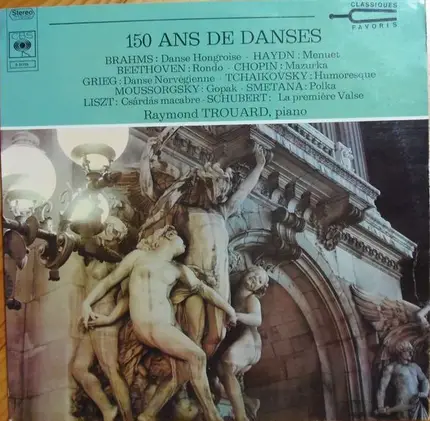 Stereo
CBS
CLASSIQUES
FAVORIS
150 ANS DE DANSES
BRAHMS : Danse Hongroise · HAYDN : Menuet
BEETHOVEN : Rondo · CHOPIN : Mazurka
GRIEG : Danse Norvégienne · TCHAIKOVSKY : Humoresque
MOUSSORGSKY : Gopak · SMETANA : Polka
LISZT : Csárdás macabre · SCHUBERT : La première Valse
Raymond TROUARD, piano